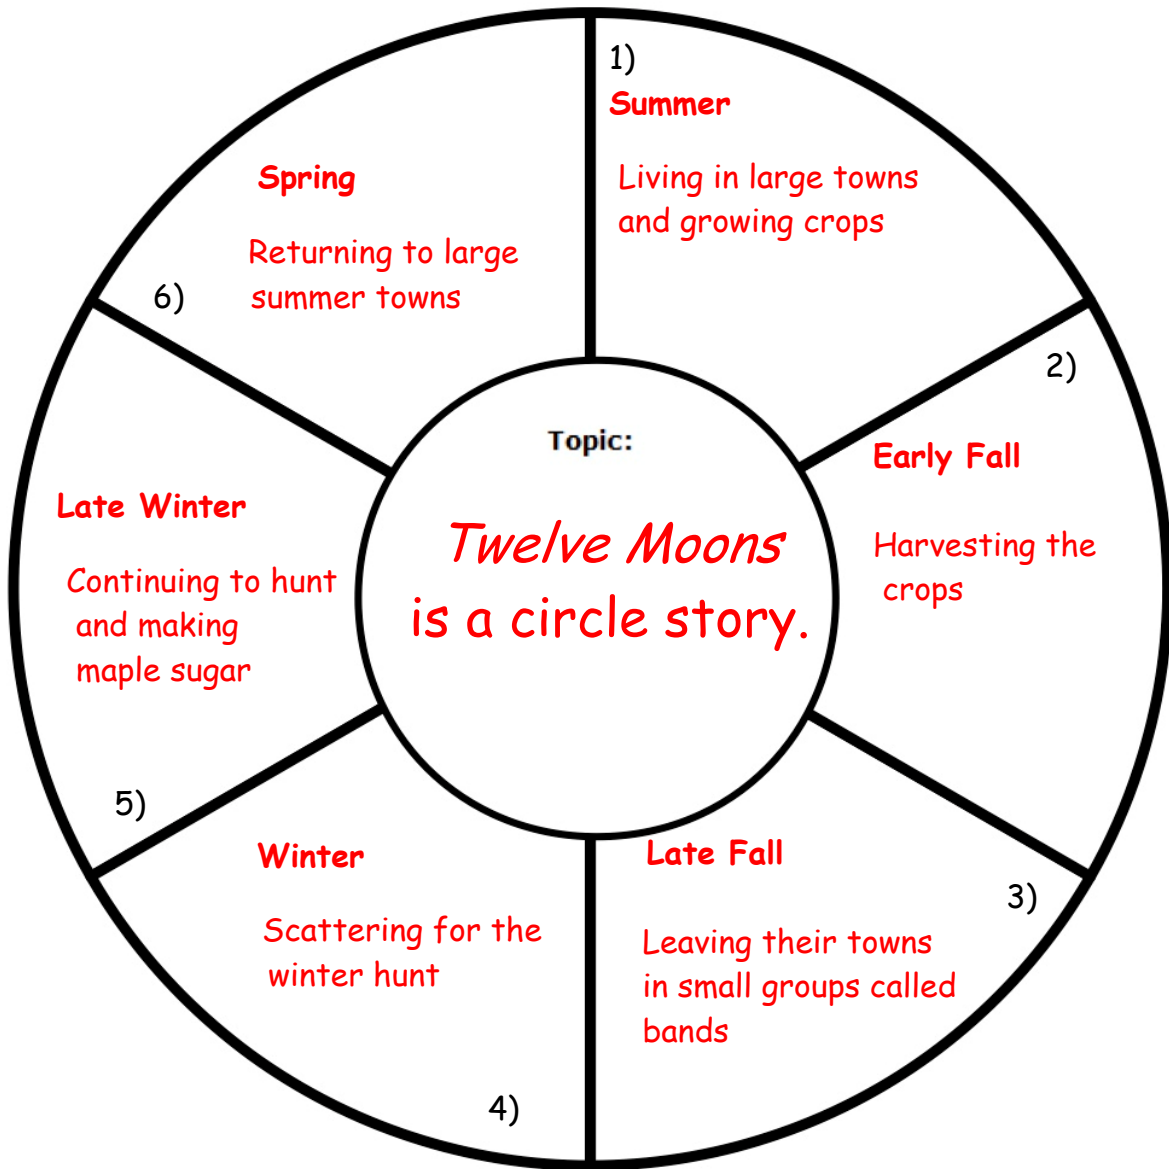 Topic:
Twelve Moons
is a circle story.
1)
Summer
Living in large towns
and growing crops
2)
Early Fall
Harvesting the
crops
3)
Late Fall
Leaving their towns
in small groups called
bands
4)
Winter
Scattering for the
winter hunt
5)
Late Winter
Continuing to hunt
and making
maple sugar
6)
Spring
Returning to large
summer towns